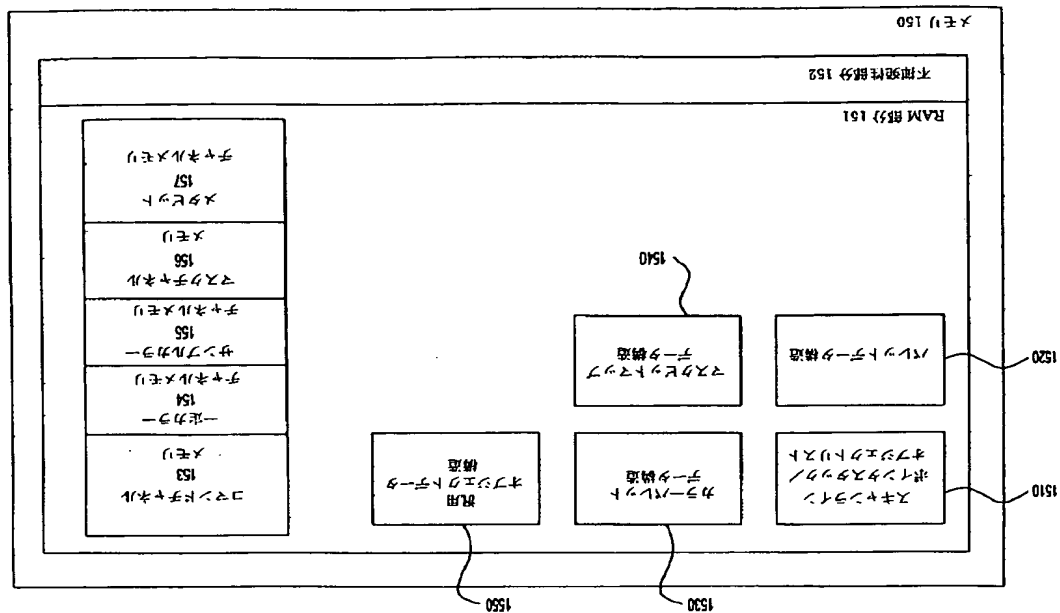 1530
1550
1510
スキャンライン
ポインタスタック/
オブジェクトリスト
カラーパレット
データ構造
汎用
オブジェクトデータ
構造
コマンドチャネル
153
メモリ
一定カラー
154
チャネルメモリ
サンプルカラー
155
チャネルメモリ
マスクチャネル
156
メモリ
メタビット
157
チャネルメモリ
1520
パレットデータ構造
マスクビットマップ
データ構造
1540
RAM 部分 151
不揮発性部分 152
メモリ 150